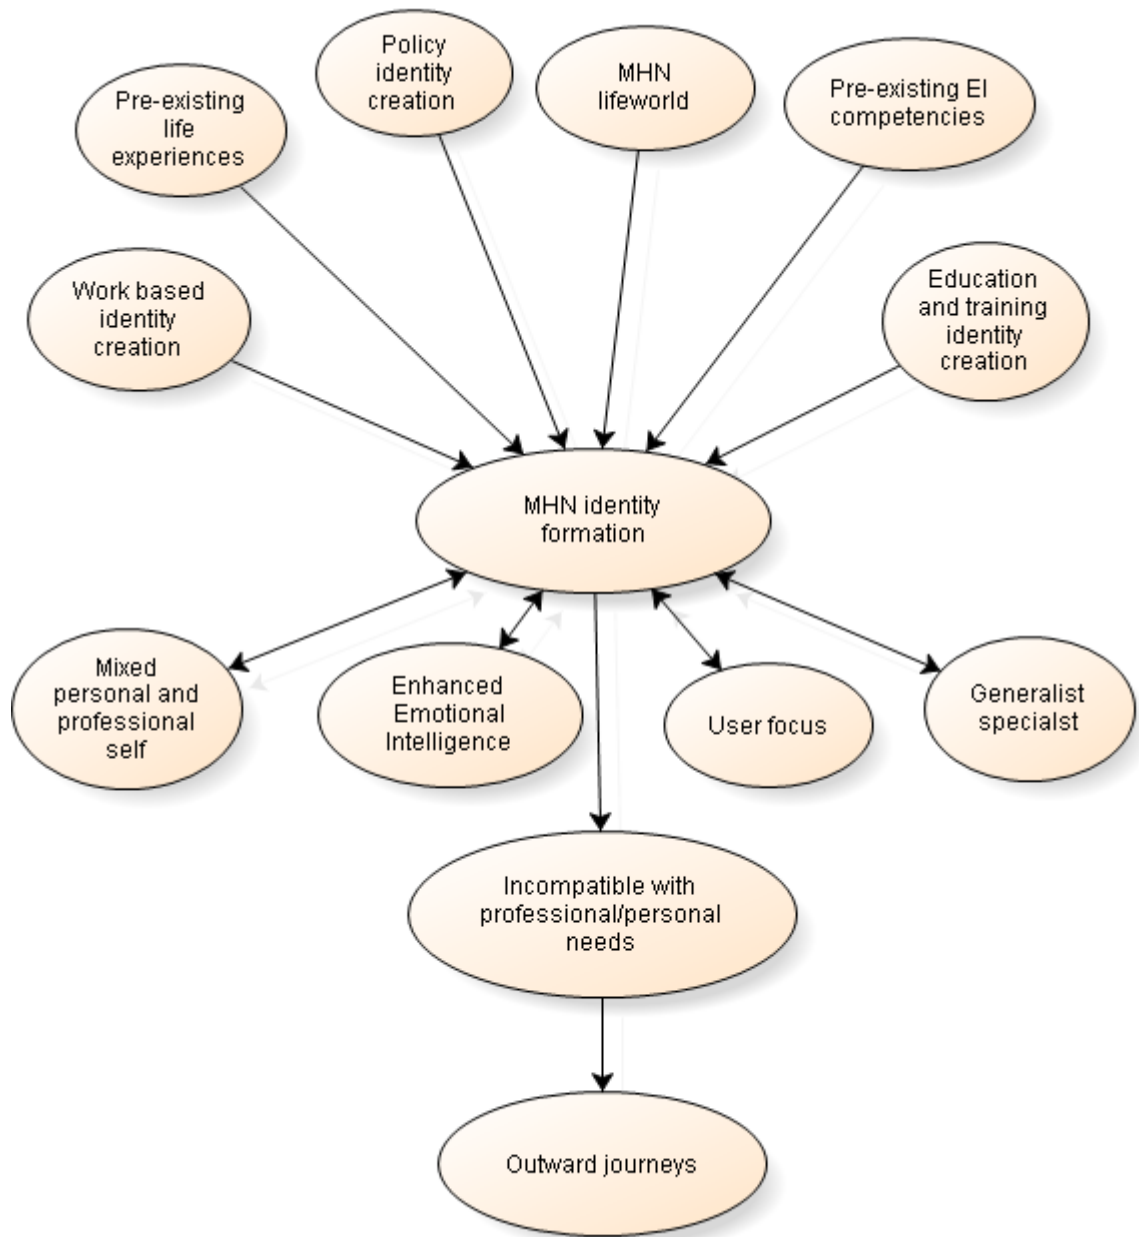 Policy
identity
creation
MHN
lifeworld
Pre-existing
life
experiences
Pre-existing EI
competencies
Work based
identity
creation
Education
and training
identity
creation
MHN identity
formation
Mixed
personal and
professional
self
Enhanced
Emotional
Intelligence
User focus
Generalist
specialst
Incompatible with
professional/personal
needs
Outward journeys